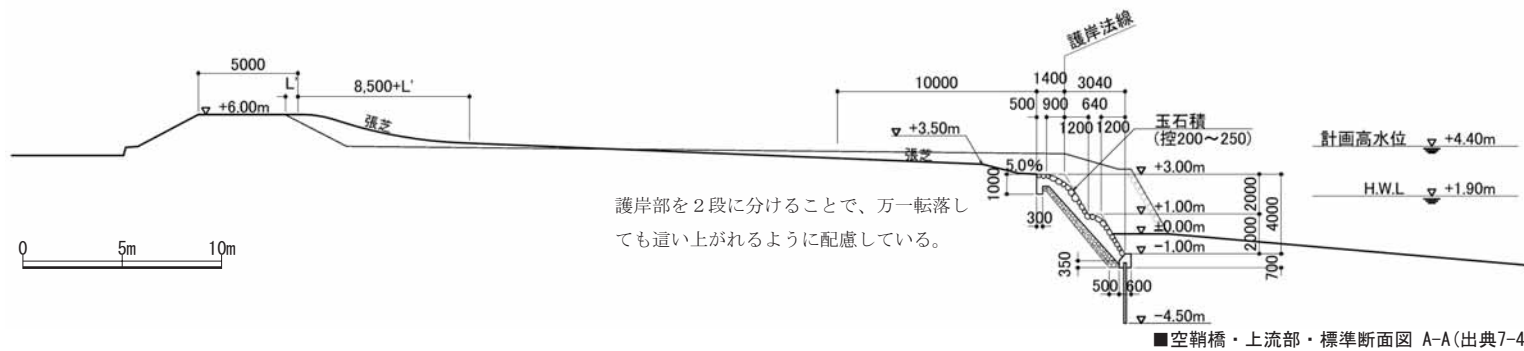 護岸法線
5000
L'
8,500+L'
+6.00m
張芝
10000
1400
3040
500
900
640
1200
1200
玉石積
(控200～250)
+3.50m
張芝
5.0%
1000
300
計画高水位
+4.40m
H.W.L
+1.90m
+3.00m
+1.00m
±0.00m
-1.00m
2000
2000
4000
700
350
500
600
-4.50m
護岸部を２段に分けることで、万一転落し
ても這い上がれるように配慮している。
0 5m 10m
■空鞘橋・上流部・標準断面図 A-A(出典7-4